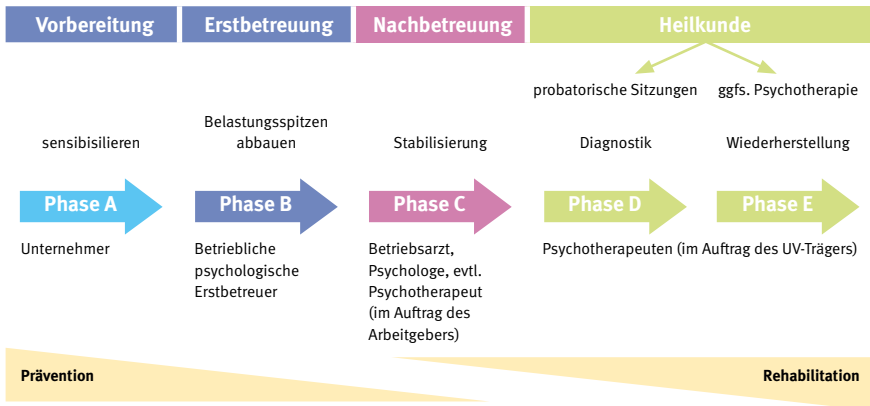 Vorbereitung
Erstbetreuung
Nachbetreuung
Heilkunde
probatorische Sitzungen
ggfs. Psychotherapie
sensibisilieren
Belastungsspitzen
abbauen
Stabilisierung
Diagnostik
Wiederherstellung
Phase A
Phase B
Phase C
Phase D
Phase E
Unternehmer
Betriebliche
psychologische
Erstbetreuer
Betriebsarzt,
Psychologe, evtl.
Psychotherapeut
(im Auftrag des
Arbeitgebers)
Psychotherapeuten (im Auftrag des UV-Trägers)
Prävention
Rehabilitation